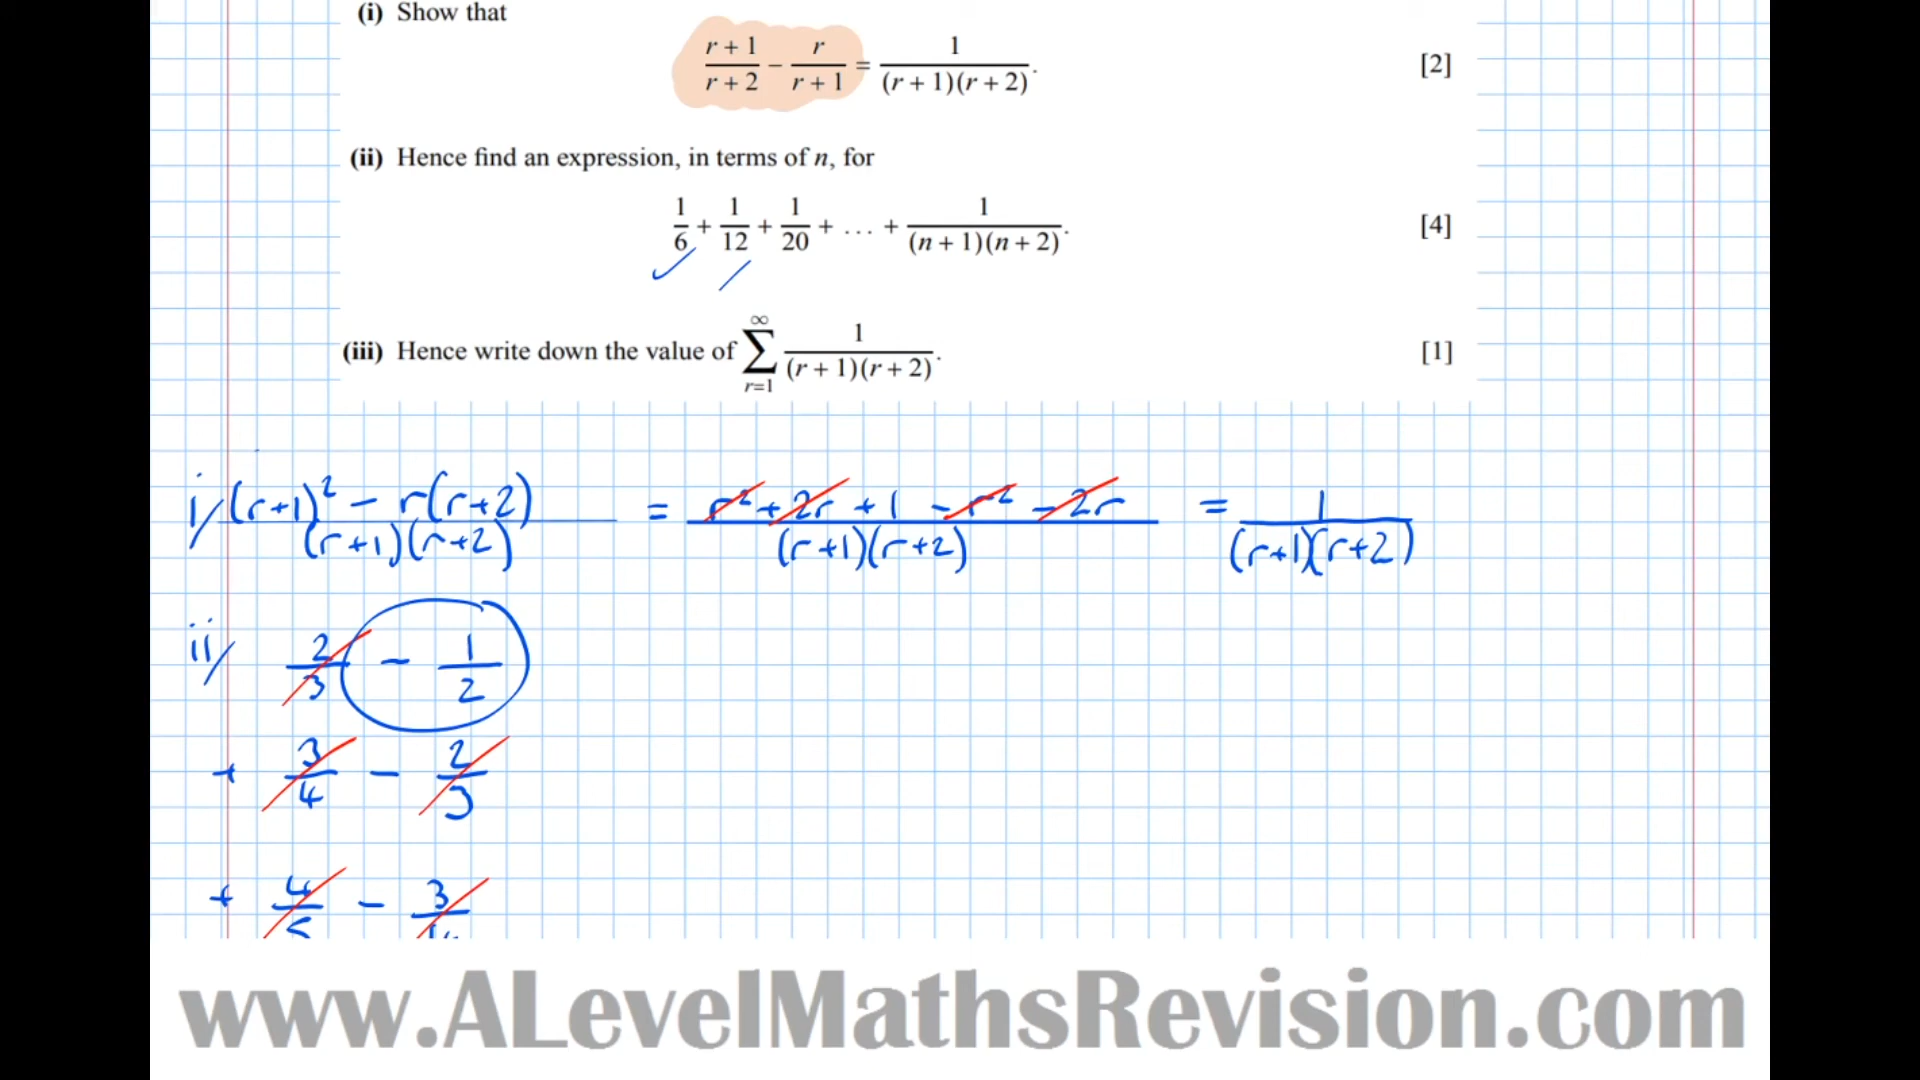 (i) Show that
(r + 1)/(r + 2) − r/(r + 1) = 1/((r + 1)(r + 2)). [2]
(ii) Hence find an expression, in terms of n, for
1/6 + 1/12 + 1/20 + … + 1/((n + 1)(n + 2)). [4]
(iii) Hence write down the value of ∑_{r=1}^{∞} 1/((r + 1)(r + 2)). [1]
i/ ((r+1)² − r(r+2))/((r+1)(r+2)) = (r² + 2r + 1 − r² − 2r)/((r+1)(r+2)) = 1/((r+1)(r+2))
ii/ 2/3 − 1/2
+ 3/4 − 2/3
+ 4/5 − 3/4
www.ALevelMathsRevision.com